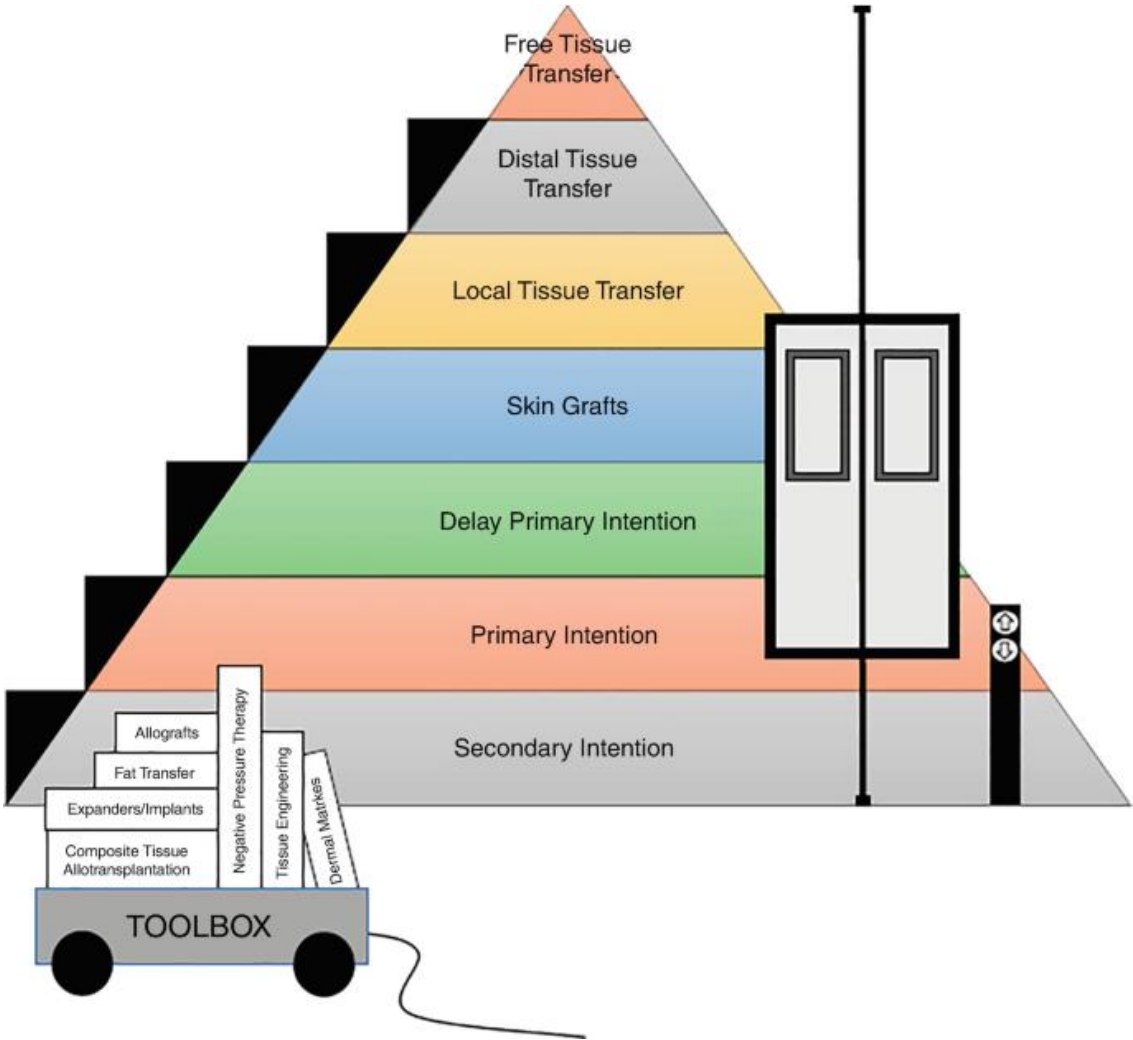 Free Tissue
Transfer
Distal Tissue
Transfer
Local Tissue Transfer
Skin Grafts
Delay Primary Intention
Primary Intention
Secondary Intention
Allografts
Fat Transfer
Expanders/Implants
Composite Tissue
Allotransplantation
Negative Pressure Therapy
Tissue Engineering
Dermal Matrkes
TOOLBOX